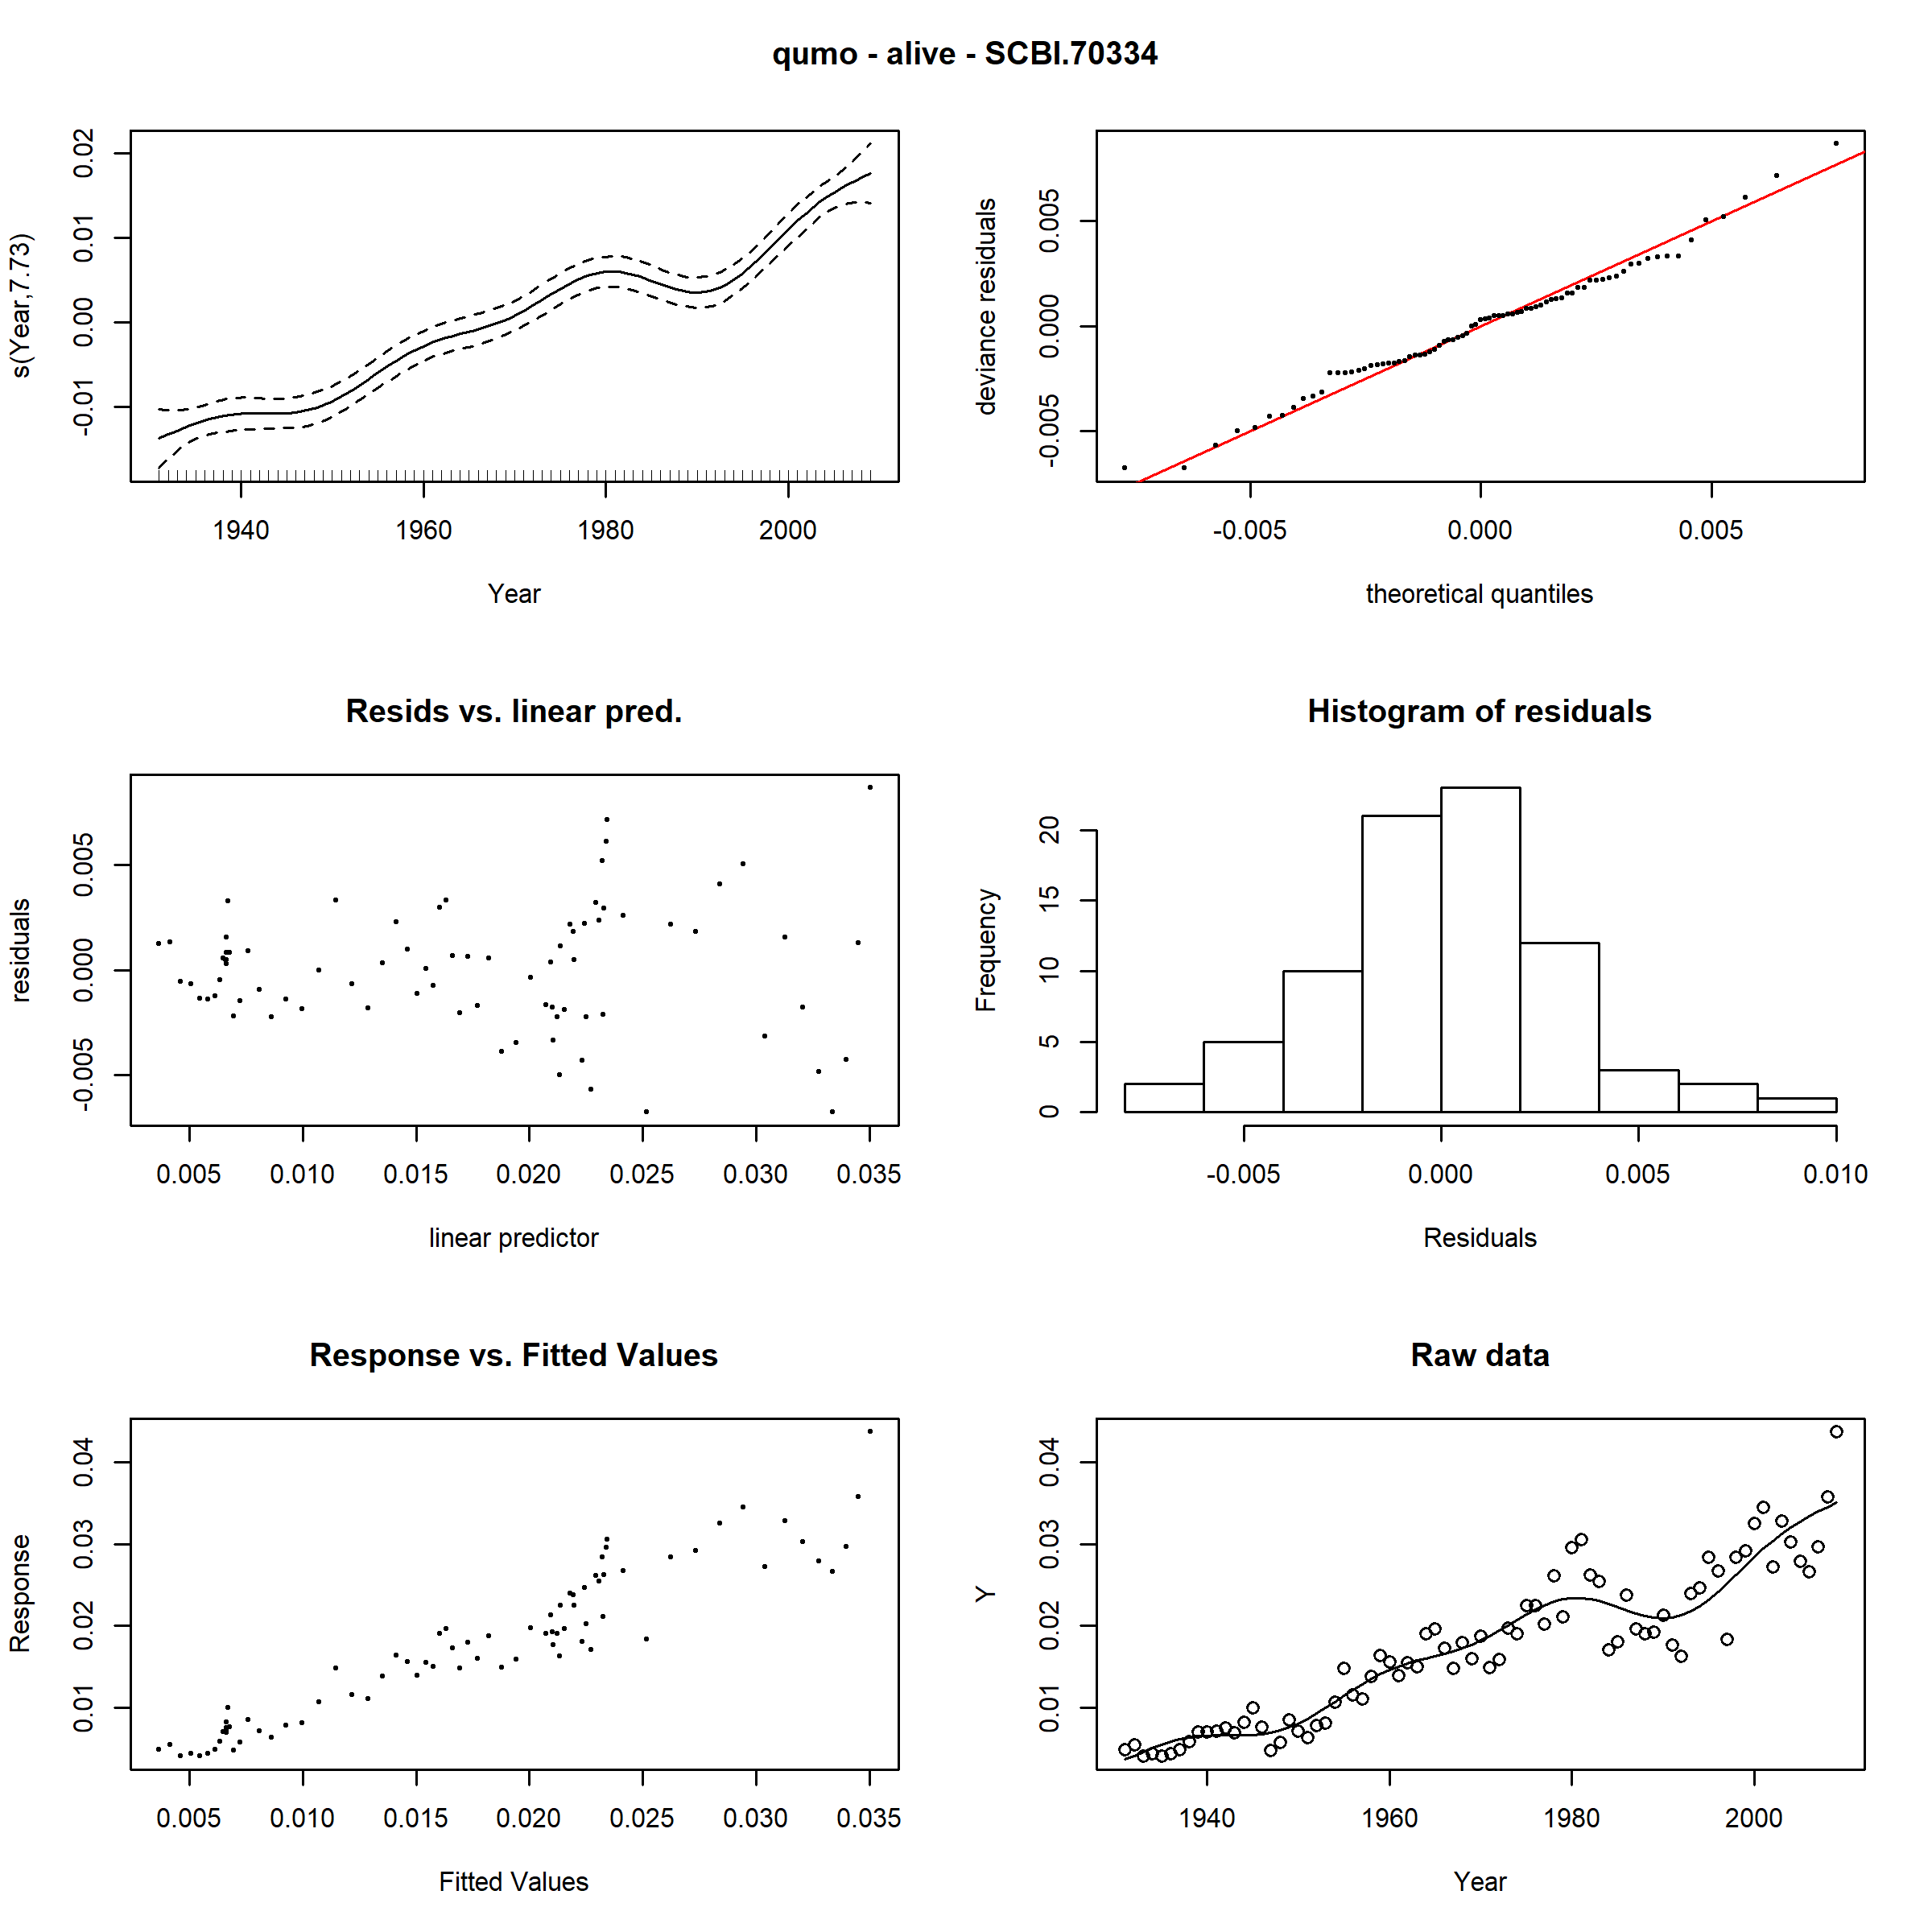 qumo - alive - SCBI.70334
s(Year,7.73)
-0.01 0.00 0.01 0.02
1940 1960 1980 2000
Year
deviance residuals
-0.005 0.000 0.005
-0.005 0.000 0.005
theoretical quantiles
Resids vs. linear pred.
residuals
-0.005 0.000 0.005
0.005 0.010 0.015 0.020 0.025 0.030 0.035
linear predictor
Histogram of residuals
Frequency
0 5 10 15 20
-0.005 0.000 0.005 0.010
Residuals
Response vs. Fitted Values
Response
0.01 0.02 0.03 0.04
0.005 0.010 0.015 0.020 0.025 0.030 0.035
Fitted Values
Raw data
Y
0.01 0.02 0.03 0.04
1940 1960 1980 2000
Year